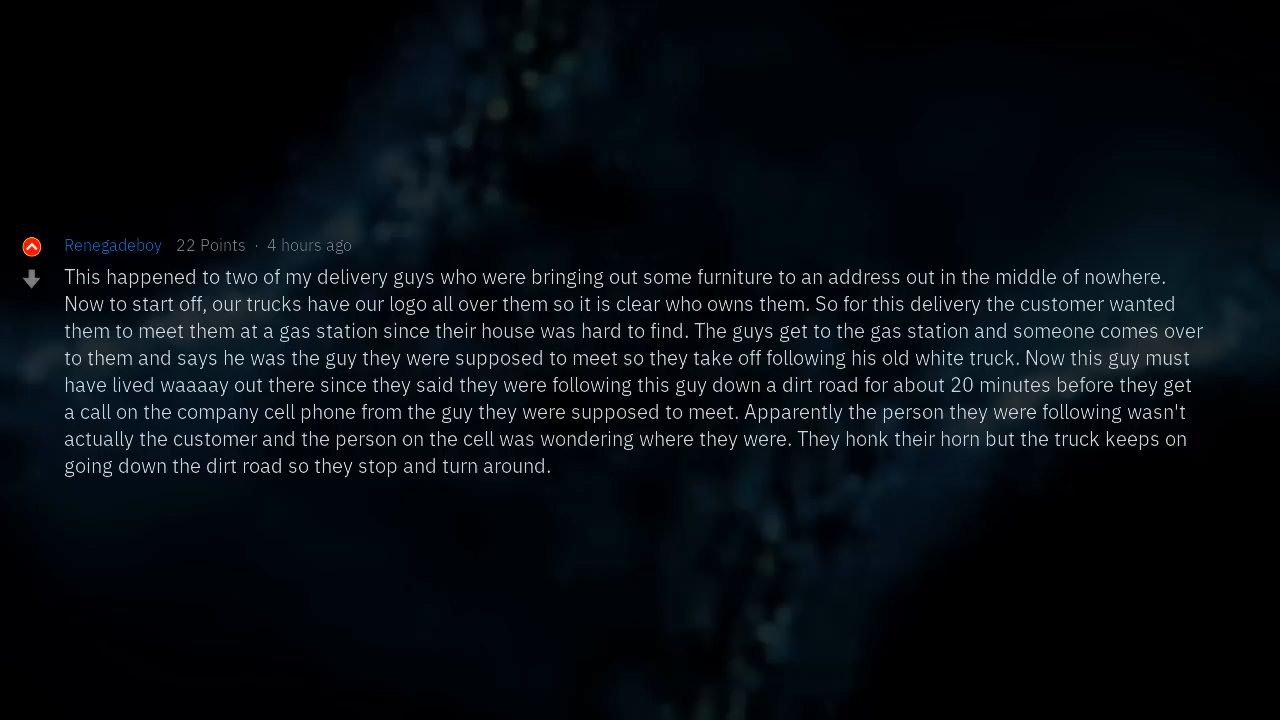 Renegadeboy 22 Points · 4 hours ago
This happened to two of my delivery guys who were bringing out some furniture to an address out in the middle of nowhere.
Now to start off, our trucks have our logo all over them so it is clear who owns them. So for this delivery the customer wanted
them to meet them at a gas station since their house was hard to find. The guys get to the gas station and someone comes over
to them and says he was the guy they were supposed to meet so they take off following his old white truck. Now this guy must
have lived waaaay out there since they said they were following this guy down a dirt road for about 20 minutes before they get
a call on the company cell phone from the guy they were supposed to meet. Apparently the person they were following wasn't
actually the customer and the person on the cell was wondering where they were. They honk their horn but the truck keeps on
going down the dirt road so they stop and turn around.